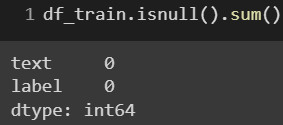 1 df_train.isnull().sum()
text 0
label 0
dtype: int64